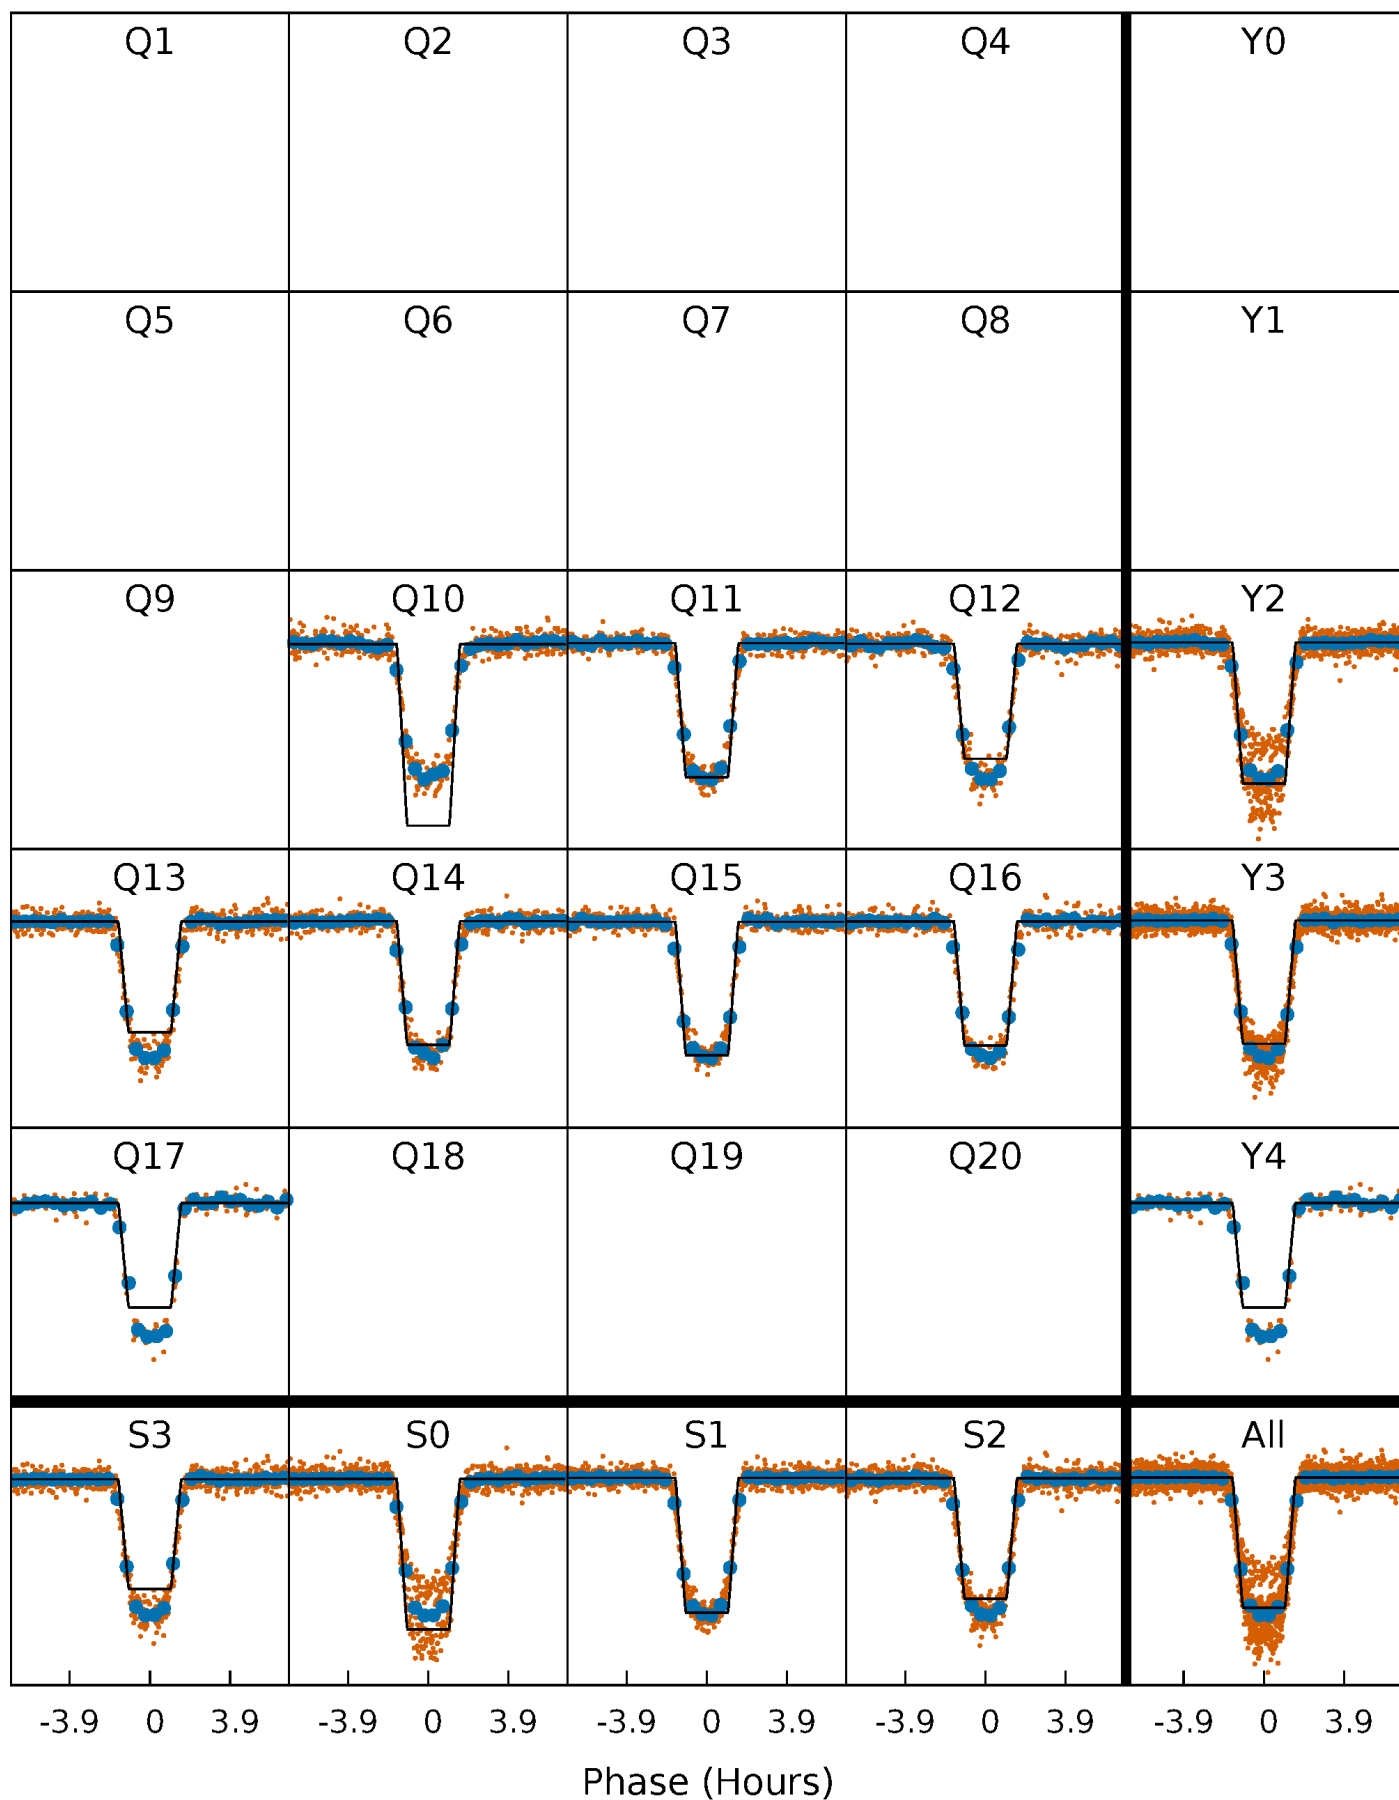 Q1 Q2 Q3 Q4 Y0
Q5 Q6 Q7 Q8 Y1
Q9 Q10 Q11 Q12 Y2
Q13 Q14 Q15 Q16 Y3
Q17 Q18 Q19 Q20 Y4
S3 S0 S1 S2 All
-3.9 0 3.9 -3.9 0 3.9 -3.9 0 3.9 -3.9 0 3.9 -3.9 0 3.9
Phase (Hours)